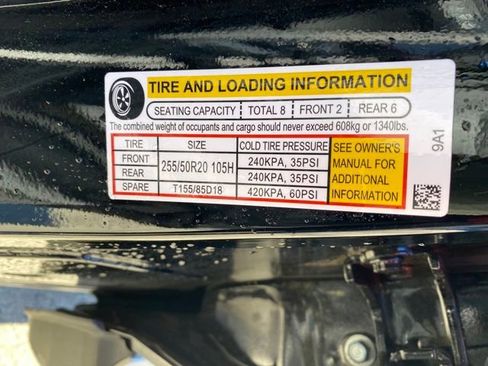 TIRE AND LOADING INFORMATION
SEATING CAPACITY TOTAL 8 FRONT 2 REAR 6
The combined weight of occupants and cargo should never exceed 608kg or 1340lbs.
TIRE SIZE COLD TIRE PRESSURE
FRONT 255/50R20 105H 240KPA, 35PSI
REAR 240KPA, 35PSI
SPARE T155/85D18 420KPA, 60PSI
SEE OWNER'S
MANUAL FOR
ADDITIONAL
INFORMATION
9A1